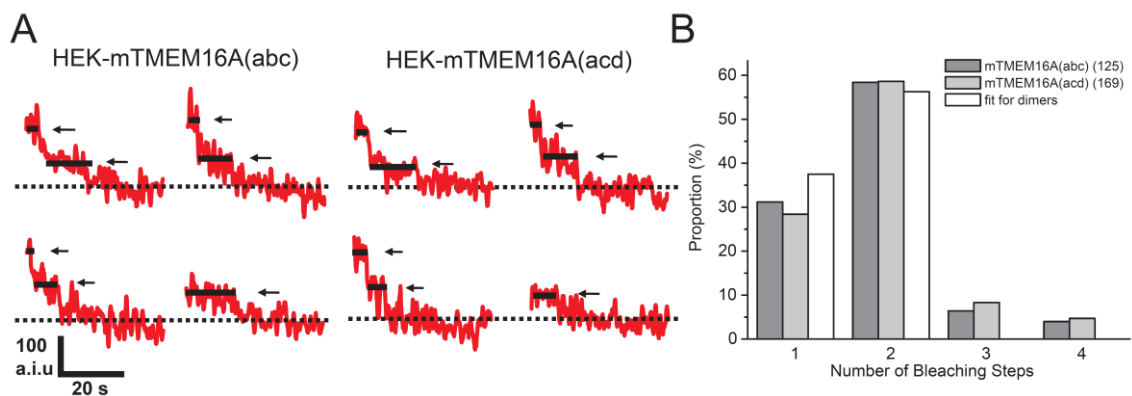 A
HEK-mTMEM16A(abc)
HEK-mTMEM16A(acd)
100
a.i.u
20 s
B
mTMEM16A(abc) (125)
mTMEM16A(acd) (169)
fit for dimers
Proportion (%)
60
50
40
30
20
10
0
1 2 3 4
Number of Bleaching Steps